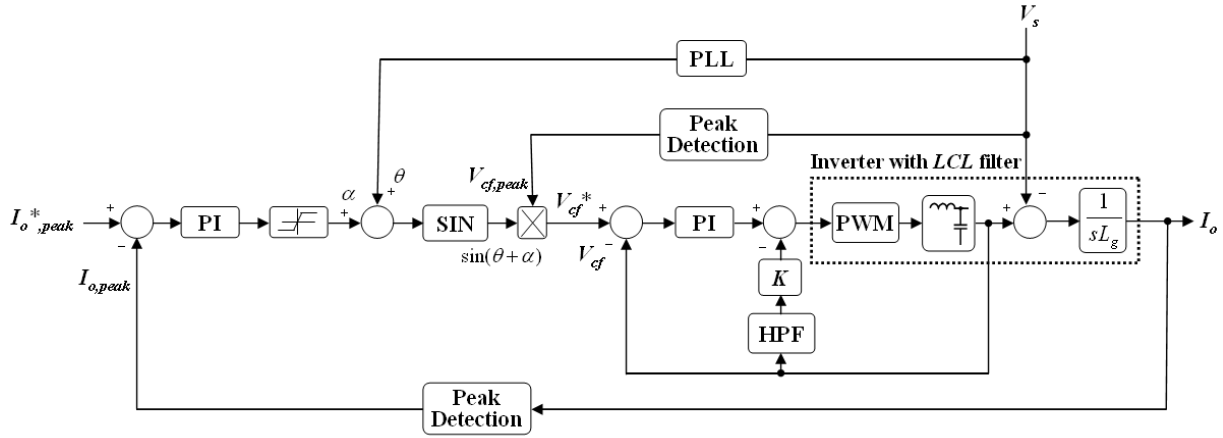 V_s
PLL
Peak
Detection
Inverter with LCL filter
θ
+
V_cf,peak
V_cf*
α
+
I_o*,peak
+
−
PI
SIN
sin(θ+α)
+
V_cf −
PI
+
−
PWM
+
−
1
sL_g
I_o
I_o,peak
K
HPF
Peak
Detection